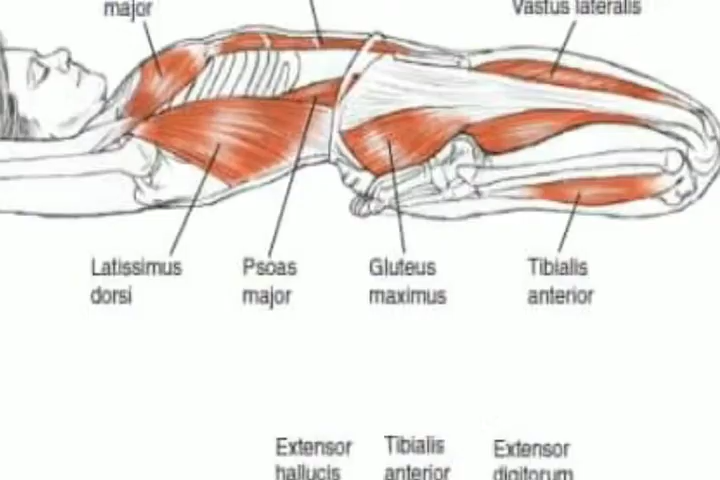 major
Vastus lateralis
Latissimus
dorsi
Psoas
major
Gluteus
maximus
Tibialis
anterior
Extensor
hallucis
Tibialis
anterior
Extensor
digitorum